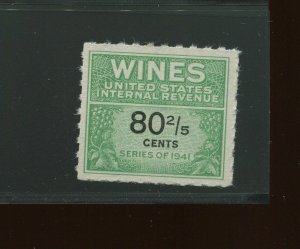 WINES
UNITED STATES
INTERNAL REVENUE
80 2/5
CENTS
SERIES OF 1941